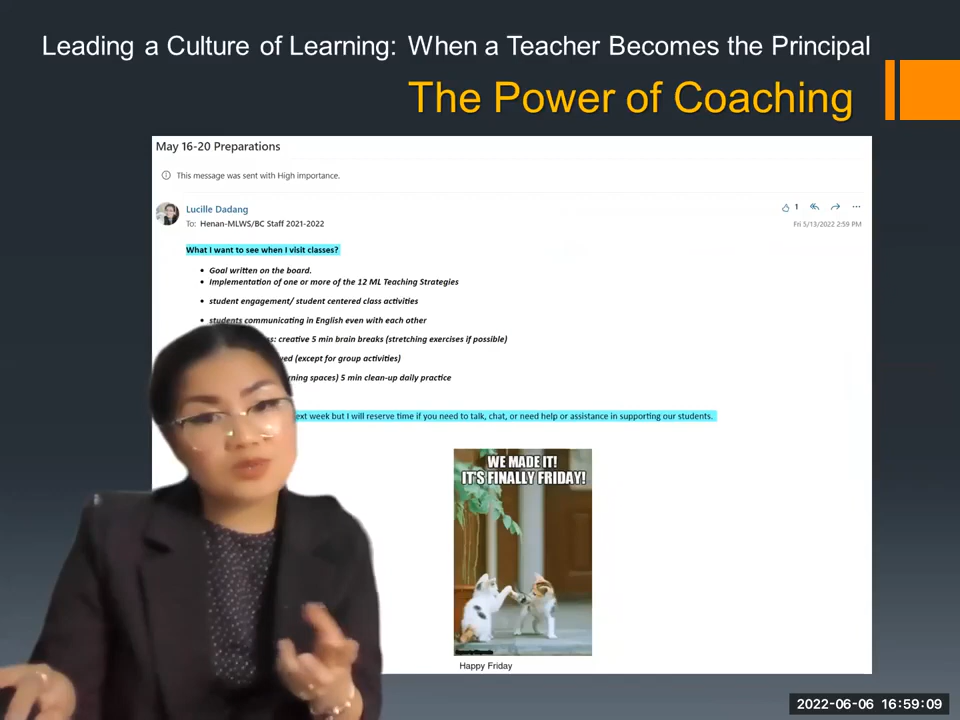 Leading a Culture of Learning: When a Teacher Becomes the Principal
The Power of Coaching
May 16-20 Preparations
This message was sent with High importance.
Lucille Dadang
1
To: Henan-MLWS/BC Staff 2021-2022
Fri 5/13/2022 2:59 PM
What I want to see when I visit classes?
• Goal written on the board.
• Implementation of one or more of the 12 ML Teaching Strategies
• student engagement/ student centered class activities
• students communicating in English even with each other
creative 5 min brain breaks (stretching exercises if possible)
(except for group activities)
spaces) 5 min clean-up daily practice
week but I will reserve time if you need to talk, chat, or need help or assistance in supporting our students.
WE MADE IT!
IT'S FINALLY FRIDAY!
Happy Friday
2022-06-06 16:59:09